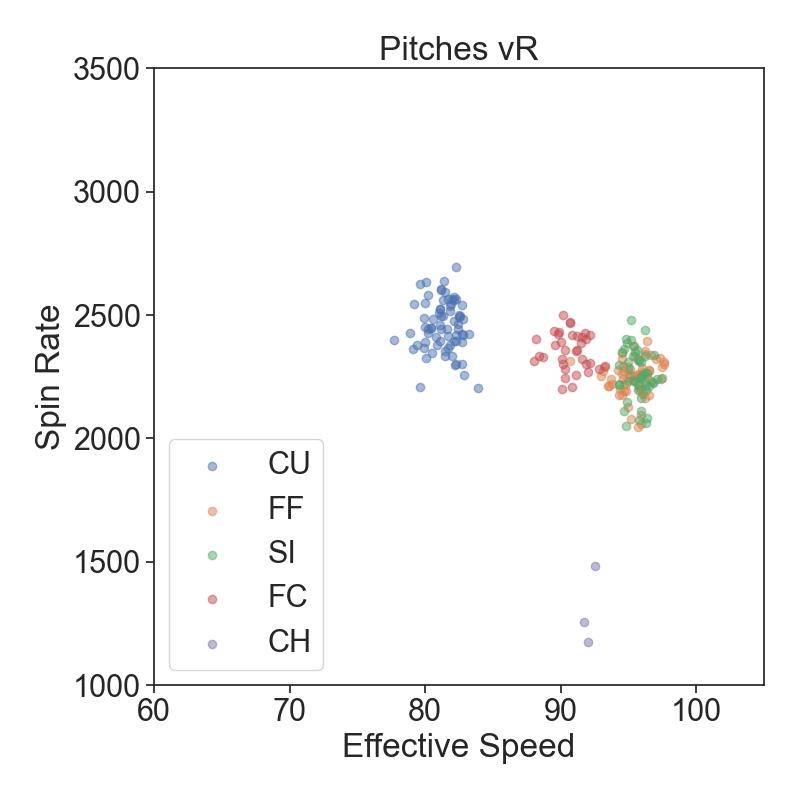 Pitches vR
3500
3000
2500
2000
1500
1000
Spin Rate
CU
FF
SI
FC
CH
60 70 80 90 100
Effective Speed